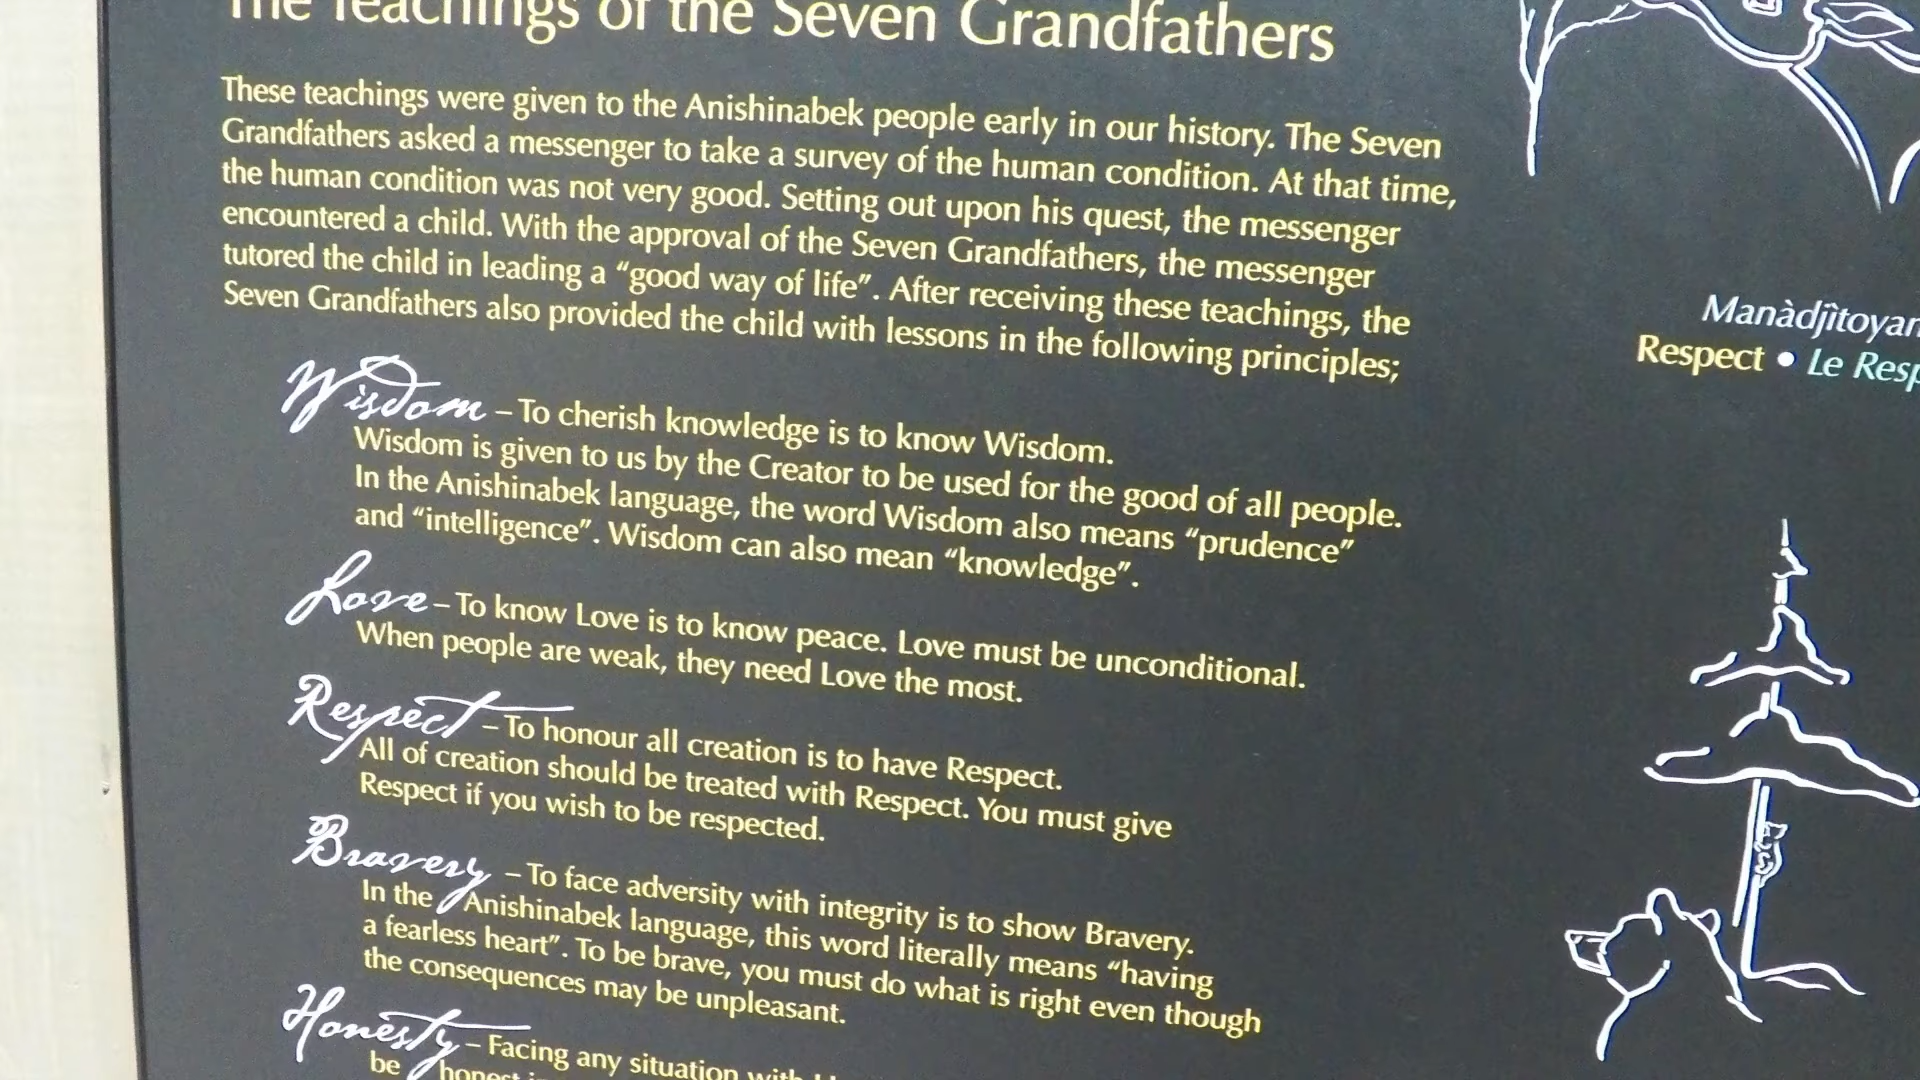 The Teachings of the Seven Grandfathers
These teachings were given to the Anishinabek people early in our history. The Seven
Grandfathers asked a messenger to take a survey of the human condition. At that time,
the human condition was not very good. Setting out upon his quest, the messenger
encountered a child. With the approval of the Seven Grandfathers, the messenger
tutored the child in leading a “good way of life”. After receiving these teachings, the
Seven Grandfathers also provided the child with lessons in the following principles;
Wisdom – To cherish knowledge is to know Wisdom.
Wisdom is given to us by the Creator to be used for the good of all people.
In the Anishinabek language, the word Wisdom also means “prudence”
and “intelligence”. Wisdom can also mean “knowledge”.
Love – To know Love is to know peace. Love must be unconditional.
When people are weak, they need Love the most.
Respect – To honour all creation is to have Respect.
All of creation should be treated with Respect. You must give
Respect if you wish to be respected.
Bravery – To face adversity with integrity is to show Bravery.
In the Anishinabek language, this word literally means “having
a fearless heart”. To be brave, you must do what is right even though
the consequences may be unpleasant.
Honesty – Facing any situation with
be honest
Manàdjìtoyan
Respect • Le Resp